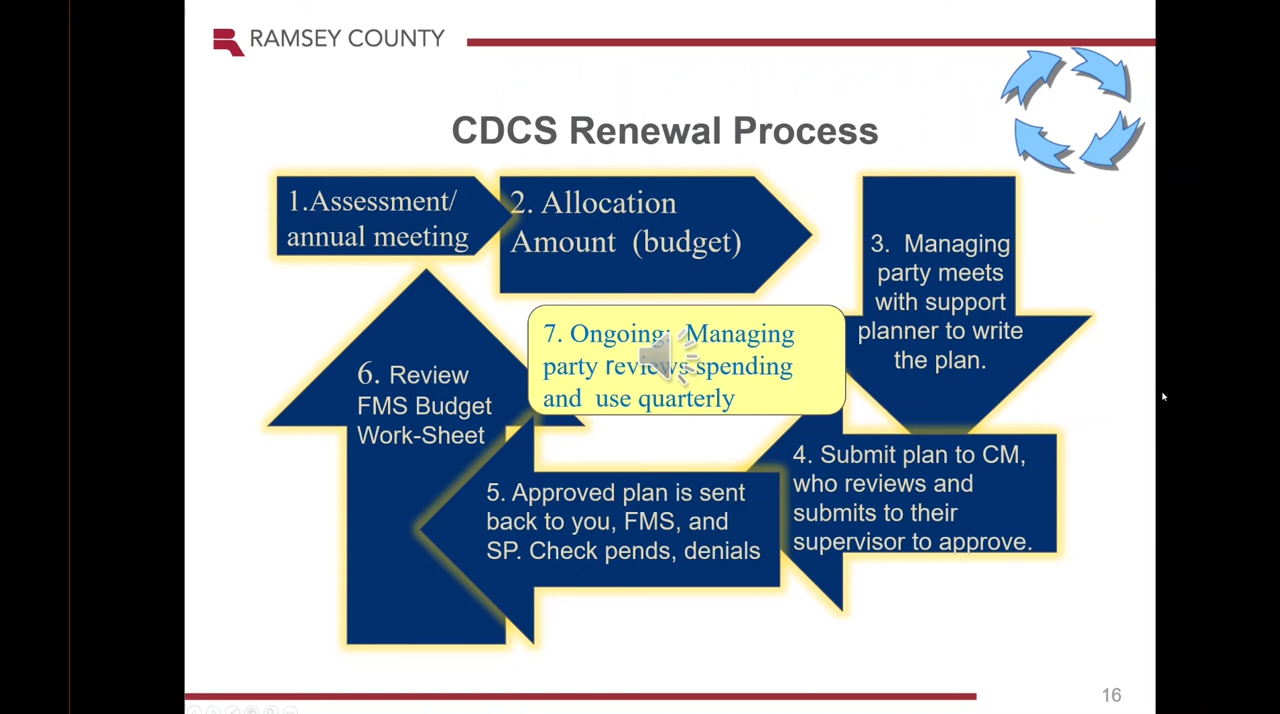 RAMSEY COUNTY
CDCS Renewal Process
1.Assessment/
annual meeting
2. Allocation
Amount (budget)
3. Managing
party meets
with support
planner to write
the plan.
4. Submit plan to CM,
who reviews and
submits to their
supervisor to approve.
5. Approved plan is sent
back to you, FMS, and
SP. Check pends, denials
6. Review
FMS Budget
Work-Sheet
7. Ongoing: Managing
party reviews spending
and use quarterly
16